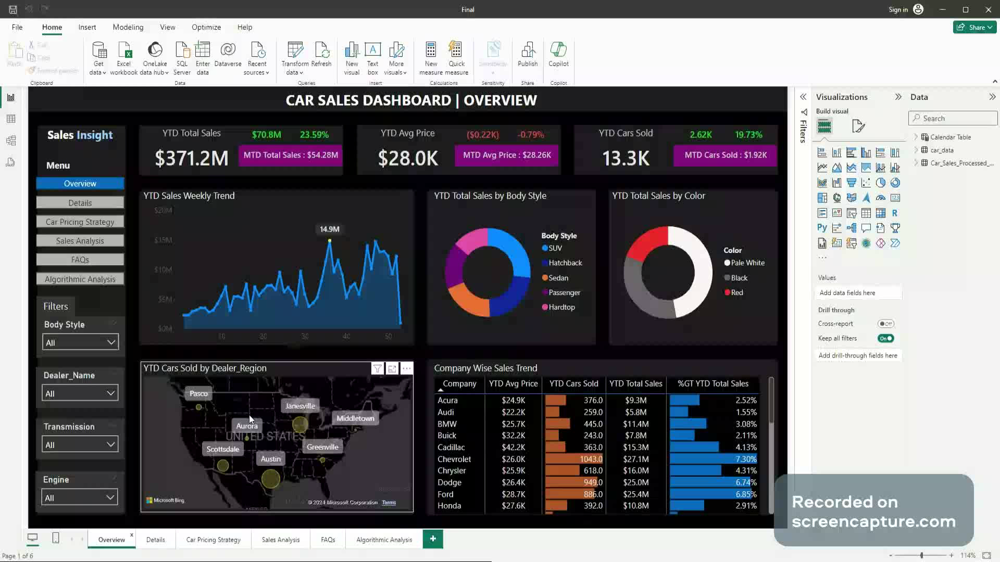 Final
Sign in
File Home Insert Modeling View Optimize Help
Share
Cut
Copy
Format painter
Paste
Get data
Excel workbook
OneLake data hub
SQL Server
Enter data
Dataverse
Recent sources
Transform data
Refresh
New visual
Text box
More visuals
New measure
Quick measure
Sensitivity
Publish
Copilot
Clipboard
Data
Queries
Insert
Calculations
Sensitivity
Share
Copilot
CAR SALES DASHBOARD | OVERVIEW
Sales Insight
Menu
Overview
Details
Car Pricing Strategy
Sales Analysis
FAQs
Algorithmic Analysis
Filters
Body Style
All
Dealer_Name
All
Transmission
All
Engine
All
YTD Total Sales $70.8M 23.59%
$371.2M MTD Total Sales : $54.28M
YTD Avg Price ($0.22K) -0.79%
$28.0K MTD Avg Price : $28.26K
YTD Cars Sold 2.62K 19.73%
13.3K MTD Cars Sold : $1.92K
YTD Sales Weekly Trend
$20M
14.9M
$15M
$10M
$5M
$0M
10 20 30 40 50
YTD Total Sales by Body Style
Body Style
SUV
Hatchback
Sedan
Passenger
Hardtop
YTD Total Sales by Color
Color
Pale White
Black
Red
YTD Cars Sold by Dealer_Region
Pasco
Janesville
Middletown
Aurora
UNITED STATES
Scottsdale
Greenville
Austin
Microsoft Bing
© 2024 Microsoft Corporation Terms
Company Wise Sales Trend
Company YTD Avg Price YTD Cars Sold YTD Total Sales %GT YTD Total Sales
Acura $24.9K 376.0 $9.3M 2.52%
Audi $22.2K 259.0 $5.8M 1.55%
BMW $25.7K 445.0 $11.4M 3.08%
Buick $32.2K 243.0 $7.8M 2.11%
Cadillac $42.2K 363.0 $15.3M 4.13%
Chevrolet $26.0K 1043.0 $27.1M 7.30%
Chrysler $25.9K 618.0 $16.0M 4.31%
Dodge $26.4K 949.0 $25.0M 6.74%
Ford $28.7K 886.0 $25.4M 6.85%
Honda $27.6K 392.0 $10.8M 2.91%
Filters
Visualizations
Build visual
R
Py
123
...
Values
Add data fields here
Drill through
Cross-report Off
Keep all filters On
Add drill-through fields here
Data
Search
Calendar Table
car_data
Car_Sales_Processed_...
Recorded on
screencapture.com
Overview x Details Car Pricing Strategy Sales Analysis FAQs Algorithmic Analysis +
Page 1 of 6
- + 114%